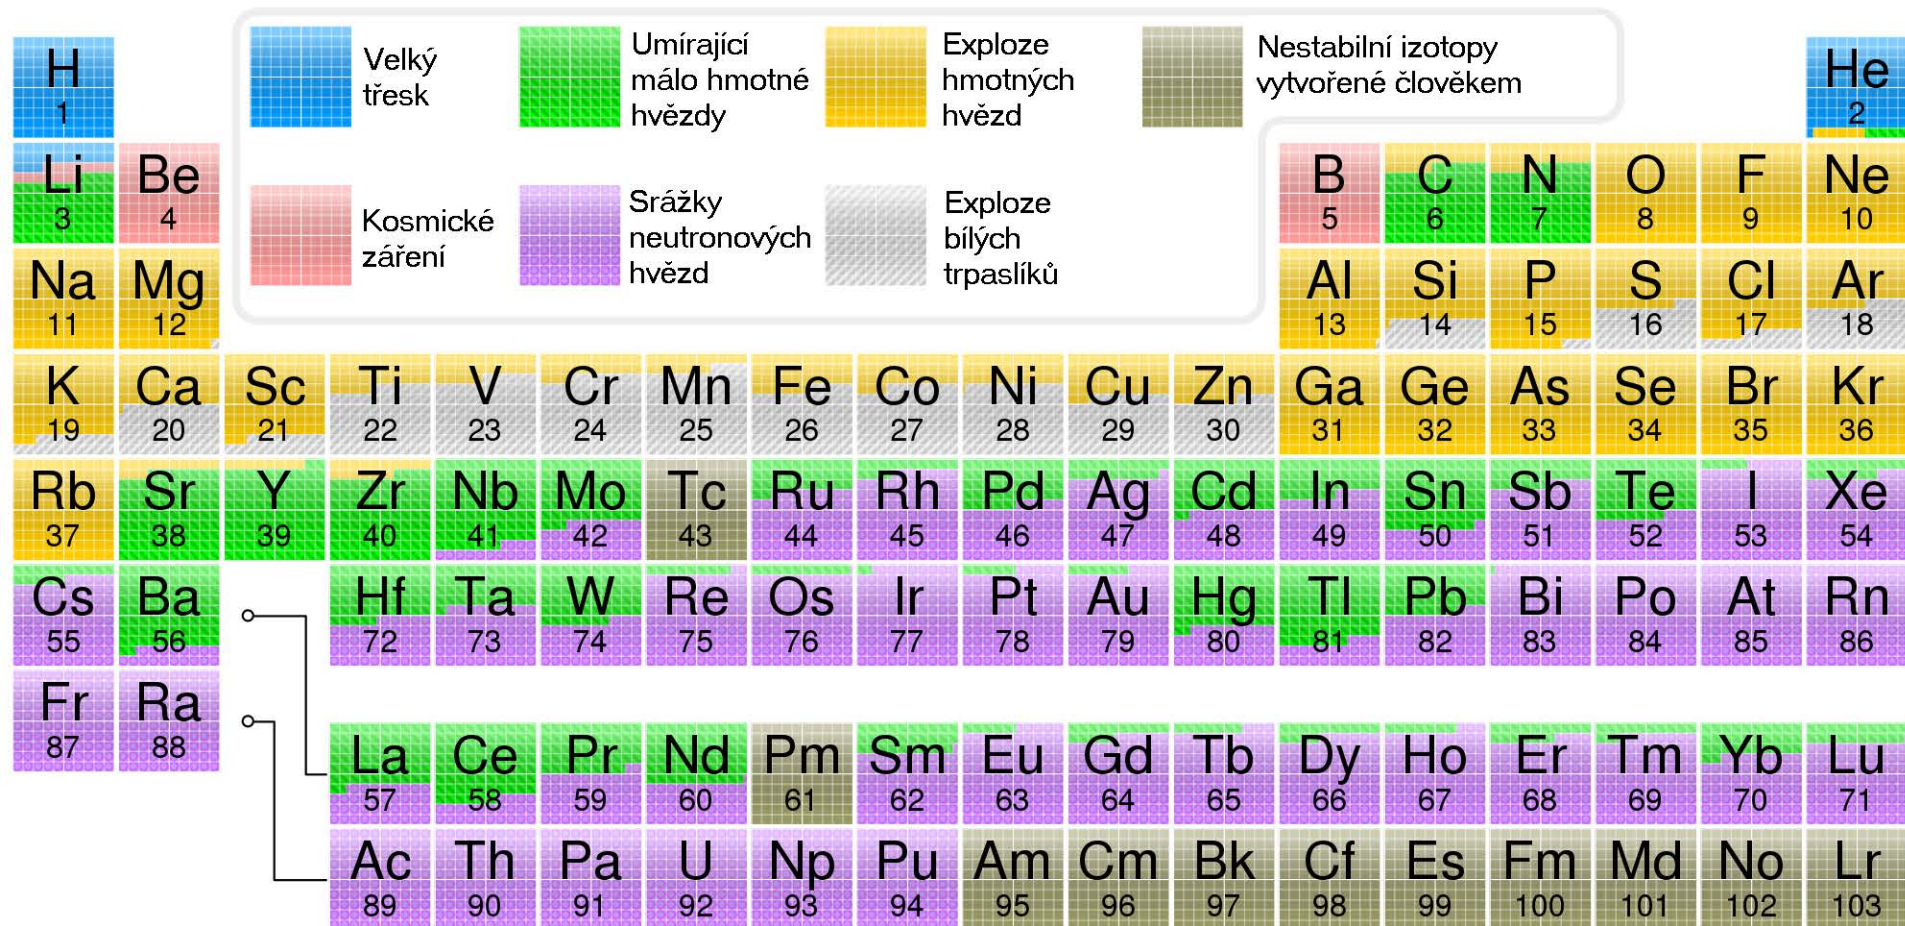 Velký
třesk
Umírající
málo hmotné
hvězdy
Exploze
hmotných
hvězd
Nestabilní izotopy
vytvořené člověkem
Kosmické
záření
Srážky
neutronových
hvězd
Exploze
bílých
trpaslíků
H He
1 2
Li Be B C N O F Ne
3 4 5 6 7 8 9 10
Na Mg Al Si P S Cl Ar
11 12 13 14 15 16 17 18
K Ca Sc Ti V Cr Mn Fe Co Ni Cu Zn Ga Ge As Se Br Kr
19 20 21 22 23 24 25 26 27 28 29 30 31 32 33 34 35 36
Rb Sr Y Zr Nb Mo Tc Ru Rh Pd Ag Cd In Sn Sb Te I Xe
37 38 39 40 41 42 43 44 45 46 47 48 49 50 51 52 53 54
Cs Ba Hf Ta W Re Os Ir Pt Au Hg Tl Pb Bi Po At Rn
55 56 72 73 74 75 76 77 78 79 80 81 82 83 84 85 86
Fr Ra
87 88
La Ce Pr Nd Pm Sm Eu Gd Tb Dy Ho Er Tm Yb Lu
57 58 59 60 61 62 63 64 65 66 67 68 69 70 71
Ac Th Pa U Np Pu Am Cm Bk Cf Es Fm Md No Lr
89 90 91 92 93 94 95 96 97 98 99 100 101 102 103